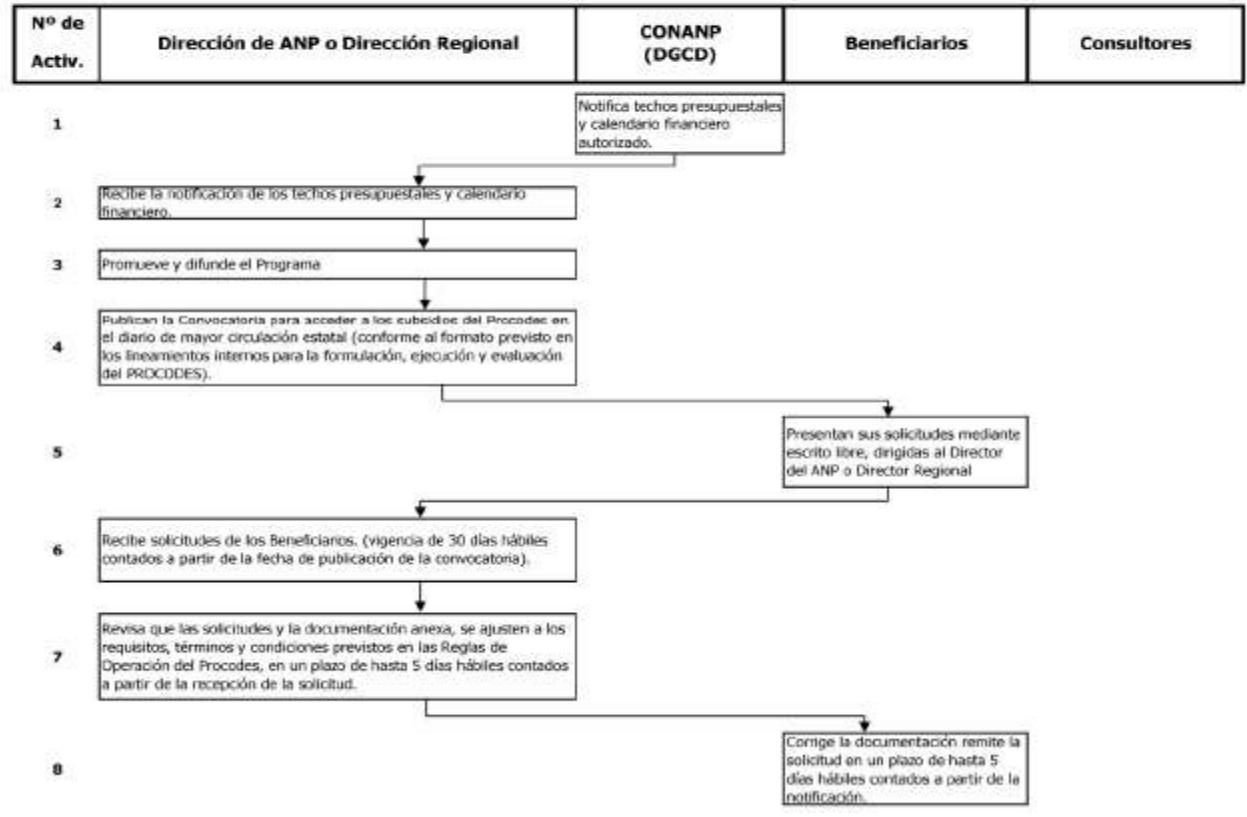 Nº de
Activ.
Dirección de ANP o Dirección Regional
CONANP
(DGCD)
Beneficiarios
Consultores
1
Notifica techos presupuestales
y calendario financiero
autorizado.
2
Recibe la notificación de los techos presupuestales y calendario
financiero.
3
Promueve y difunde el Programa
4
Publican la Convocatoria para acceder a los subsidios del Procodes en
el diario de mayor circulación estatal (conforme al formato previsto en
los lineamientos internos para la formulación, ejecución y evaluación
del PROCODES).
5
Presentan sus solicitudes mediante
escrito libre, dirigidas al Director
del ANP o Director Regional
6
Recibe solicitudes de los Beneficiarios. (vigencia de 30 días hábiles
contados a partir de la fecha de publicación de la convocatoria).
7
Revisa que las solicitudes y la documentación anexa, se ajusten a los
requisitos, términos y condiciones previstos en las Reglas de
Operación del Procodes, en un plazo de hasta 5 días hábiles contados
a partir de la recepción de la solicitud.
8
Corrige la documentación remite la
solicitud en un plazo de hasta 5
días hábiles contados a partir de la
notificación.